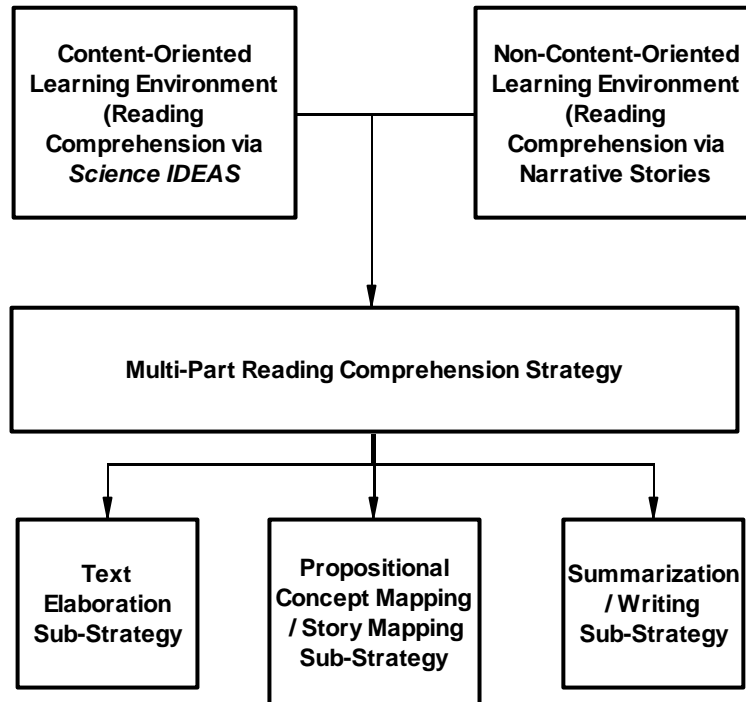 Content-Oriented
Learning Environment
(Reading
Comprehension via
Science IDEAS
Non-Content-Oriented
Learning Environment
(Reading
Comprehension via
Narrative Stories
Multi-Part Reading Comprehension Strategy
Text
Elaboration
Sub-Strategy
Propositional
Concept Mapping
/ Story Mapping
Sub-Strategy
Summarization
/ Writing
Sub-Strategy